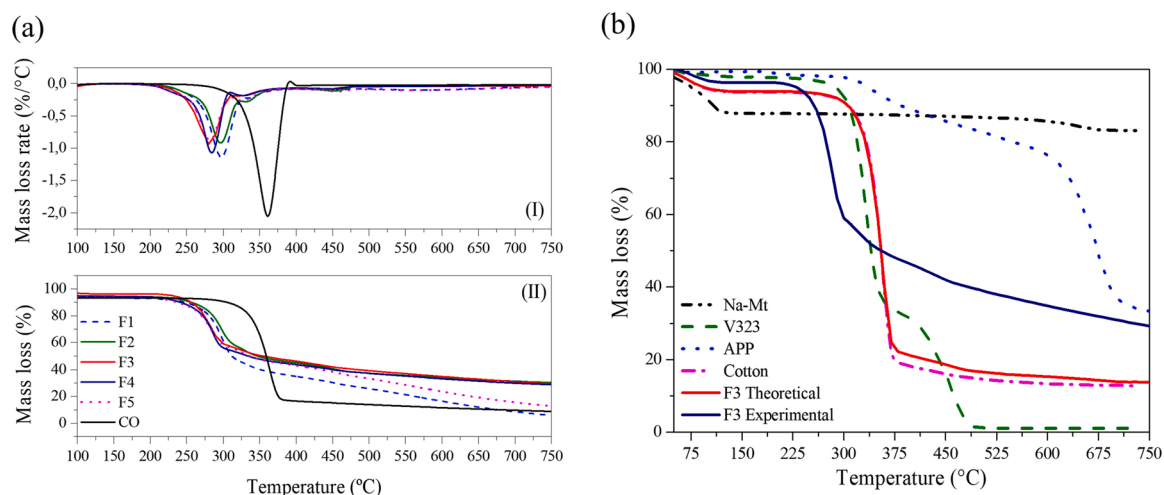 (a)
0,0
-0,5
-1,0
-1,5
-2,0
Mass loss rate (%/°C)
(I)
100 150 200 250 300 350 400 450 500 550 600 650 700 750
100
80
60
40
20
0
Mass loss (%)
(II)
F1
F2
F3
F4
F5
CO
100 150 200 250 300 350 400 450 500 550 600 650 700 750
Temperature (ºC)
(b)
100
80
60
40
20
0
Mass loss (%)
Na-Mt
V323
APP
Cotton
F3 Theoretical
F3 Experimental
75 150 225 300 375 450 525 600 675 750
Temperature (°C)